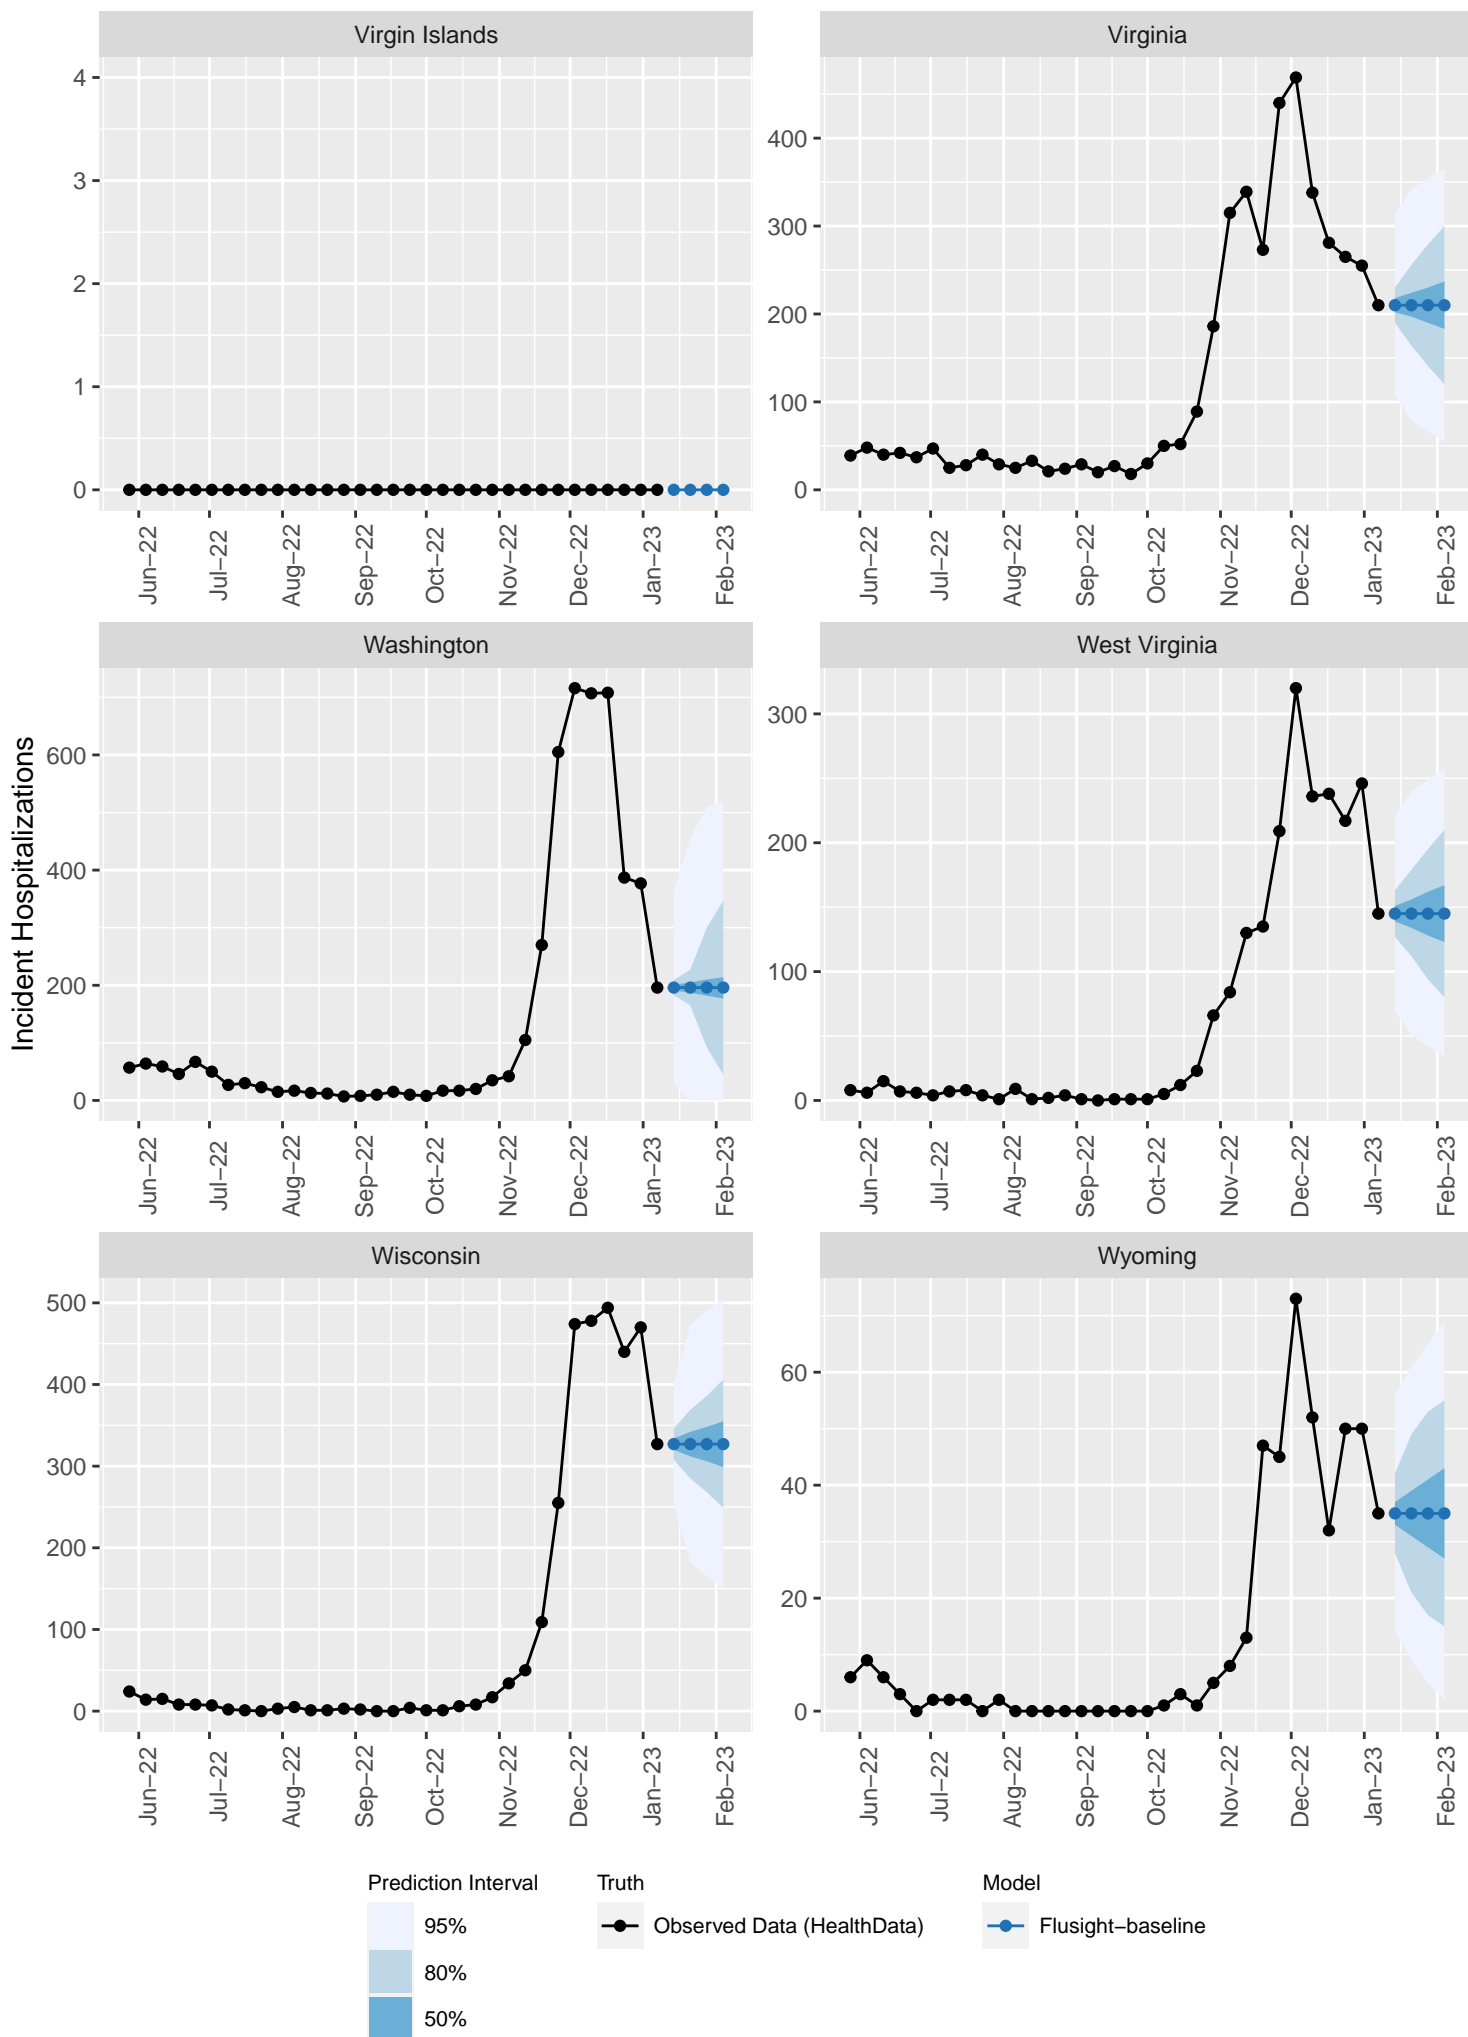 Virgin Islands
Virginia
4
3
2
1
0
400
300
200
100
0
Jun−22
Jul−22
Aug−22
Sep−22
Oct−22
Nov−22
Dec−22
Jan−23
Feb−23
Jun−22
Jul−22
Aug−22
Sep−22
Oct−22
Nov−22
Dec−22
Jan−23
Feb−23
Incident Hospitalizations
Washington
West Virginia
600
400
200
0
300
200
100
0
Jun−22
Jul−22
Aug−22
Sep−22
Oct−22
Nov−22
Dec−22
Jan−23
Feb−23
Jun−22
Jul−22
Aug−22
Sep−22
Oct−22
Nov−22
Dec−22
Jan−23
Feb−23
Wisconsin
Wyoming
500
400
300
200
100
0
60
40
20
0
Jun−22
Jul−22
Aug−22
Sep−22
Oct−22
Nov−22
Dec−22
Jan−23
Feb−23
Jun−22
Jul−22
Aug−22
Sep−22
Oct−22
Nov−22
Dec−22
Jan−23
Feb−23
Prediction Interval
95%
80%
50%
Truth
Observed Data (HealthData)
Model
Flusight−baseline